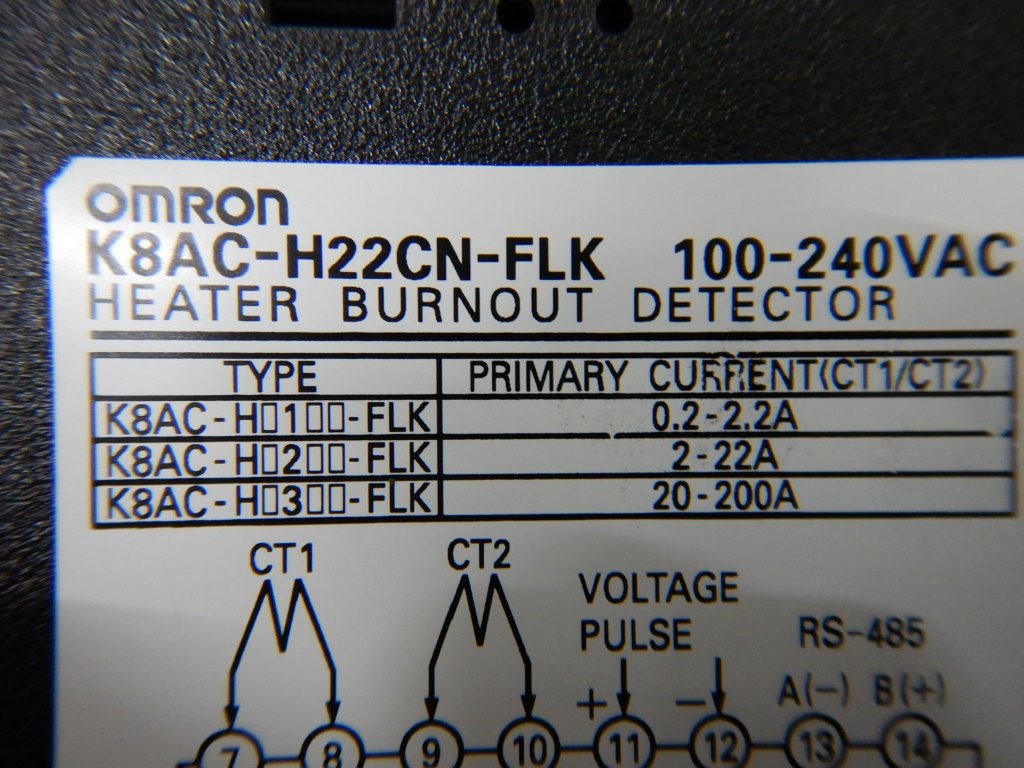 OMRON
K8AC-H22CN-FLK 100-240VAC
HEATER BURNOUT DETECTOR
TYPE PRIMARY CURRENT(CT1/CT2)
K8AC-H□1□□-FLK 0.2-2.2A
K8AC-H□2□□-FLK 2-22A
K8AC-H□3□□-FLK 20-200A
CT1 CT2
VOLTAGE
PULSE RS-485
+ − A(−) B(+)
7 8 9 10 11 12 13 14